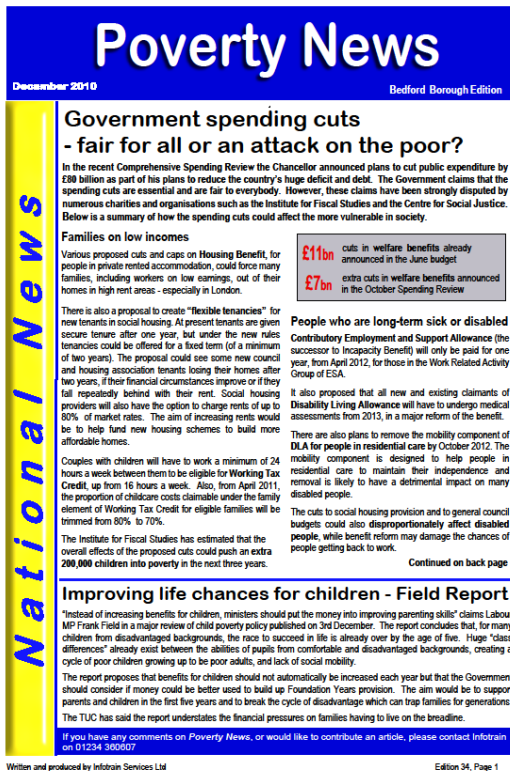 Poverty News
December 2010
Bedford Borough Edition
National News
Government spending cuts
- fair for all or an attack on the poor?
In the recent Comprehensive Spending Review the Chancellor announced plans to cut public expenditure by
£80 billion as part of his plans to reduce the country's huge deficit and debt. The Government claims that the
spending cuts are essential and are fair to everybody. However, these claims have been strongly disputed by
numerous charities and organisations such as the Institute for Fiscal Studies and the Centre for Social Justice.
Below is a summary of how the spending cuts could affect the more vulnerable in society.
Families on low incomes
Various proposed cuts and caps on Housing Benefit, for
people in private rented accommodation, could force many
families, including workers on low earnings, out of their
homes in high rent areas - especially in London.
There is also a proposal to create "flexible tenancies" for
new tenants in social housing. At present tenants are given
secure tenure after one year, but under the new rules
tenancies could be offered for a fixed term (of a minimum
of two years). The proposal could see some new council
and housing association tenants losing their homes after
two years, if their financial circumstances improve or if they
fall repeatedly behind with their rent. Social housing
providers will also have the option to charge rents of up to
80% of market rates. The aim of increasing rents would
be to help fund new housing schemes to build more
affordable homes.
Couples with children will have to work a minimum of 24
hours a week between them to be eligible for Working Tax
Credit, up from 16 hours a week. Also, from April 2011,
the proportion of childcare costs claimable under the family
element of Working Tax Credit for eligible families will be
trimmed from 80% to 70%.
The Institute for Fiscal Studies has estimated that the
overall effects of the proposed cuts could push an extra
200,000 children into poverty in the next three years.
£11bn cuts in welfare benefits already
announced in the June budget
£7bn extra cuts in welfare benefits announced
in the October Spending Review
People who are long-term sick or disabled
Contributory Employment and Support Allowance (the
successor to Incapacity Benefit) will only be paid for one
year, from April 2012, for those in the Work Related Activity
Group of ESA.
It also proposed that all new and existing claimants of
Disability Living Allowance will have to undergo medical
assessments from 2013, in a major reform of the benefit.
There are also plans to remove the mobility component of
DLA for people in residential care by October 2012. The
mobility component is designed to help people in
residential care to maintain their independence and
removal is likely to have a detrimental impact on many
disabled people.
The cuts to social housing provision and to general council
budgets could also disproportionately affect disabled
people, while benefit reform may damage the chances of
people getting back to work.
Continued on back page
Improving life chances for children - Field Report
"Instead of increasing benefits for children, ministers should put the money into improving parenting skills" claims Labou
MP Frank Field in a major review of child poverty policy published on 3rd December. The report concludes that, for many
children from disadvantaged backgrounds, the race to succeed in life is already over by the age of five. Huge "class
differences" already exist between the abilities of pupils from comfortable and disadvantaged backgrounds, creating a
cycle of poor children growing up to be poor adults, and lack of social mobility.
The report proposes that benefits for children should not automatically be increased each year but that the Governmen
should consider if money could be better used to build up Foundation Years provision. The aim would be to suppor
parents and children in the first five years and to break the cycle of disadvantage which can trap families for generations
The TUC has said the report understates the financial pressures on families having to live on the breadline.
If you have any comments on Poverty News, or would like to contribute an article, please contact Infotrain
on 01234 360607
Written and produced by Infotrain Services Ltd
Edition 34, Page 1